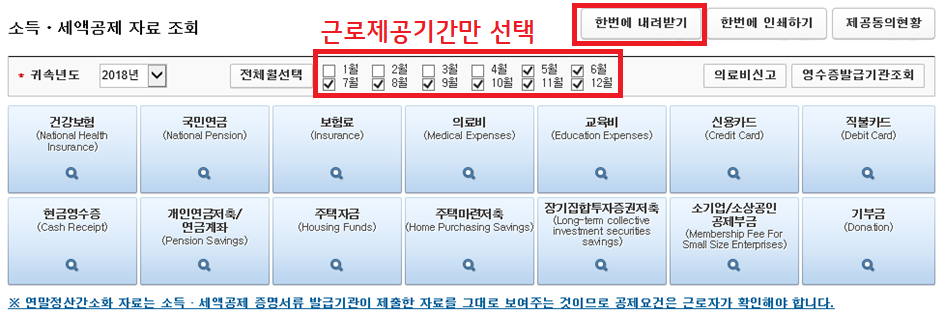 소득ㆍ세액공제 자료 조회
근로제공기간만 선택
한번에 내려받기
한번에 인쇄하기
제공동의현황
* 귀속년도
2018년
전체월선택
1월 2월 3월 4월 5월 6월
7월 8월 9월 10월 11월 12월
의료비신고
영수증발급기관조회
건강보험
(National Health
Insurance)
국민연금
(National Pension)
보험료
(Insurance)
의료비
(Medical Expenses)
교육비
(Education Expenses)
신용카드
(Credit Card)
직불카드
(Debit Card)
현금영수증
(Cash Receipt)
개인연금저축/
연금계좌
(Pension Savings)
주택자금
(Housing Funds)
주택마련저축
(Home Purchasing Savings)
장기집합투자증권저축
(Long-term collective
investment securities
savings)
소기업/소상공인
공제부금
(Membership Fee For
Small Size Enterprises)
기부금
(Donation)
※ 연말정산간소화 자료는 소득ㆍ세액공제 증명서류 발급기관이 제출한 자료를 그대로 보여주는 것이므로 공제요건은 근로자가 확인해야 합니다.